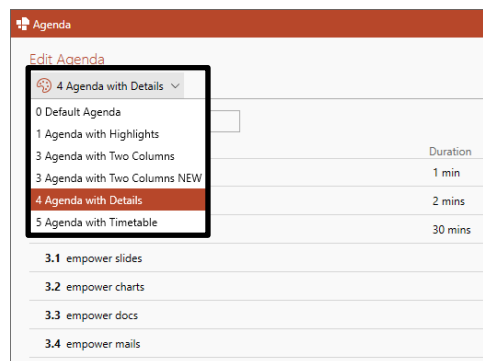 Agenda
Edit Agenda
4 Agenda with Details
0 Default Agenda
1 Agenda with Highlights
3 Agenda with Two Columns
3 Agenda with Two Columns NEW
4 Agenda with Details
5 Agenda with Timetable
Duration
1 min
2 mins
30 mins
3.1 empower slides
3.2 empower charts
3.3 empower docs
3.4 empower mails